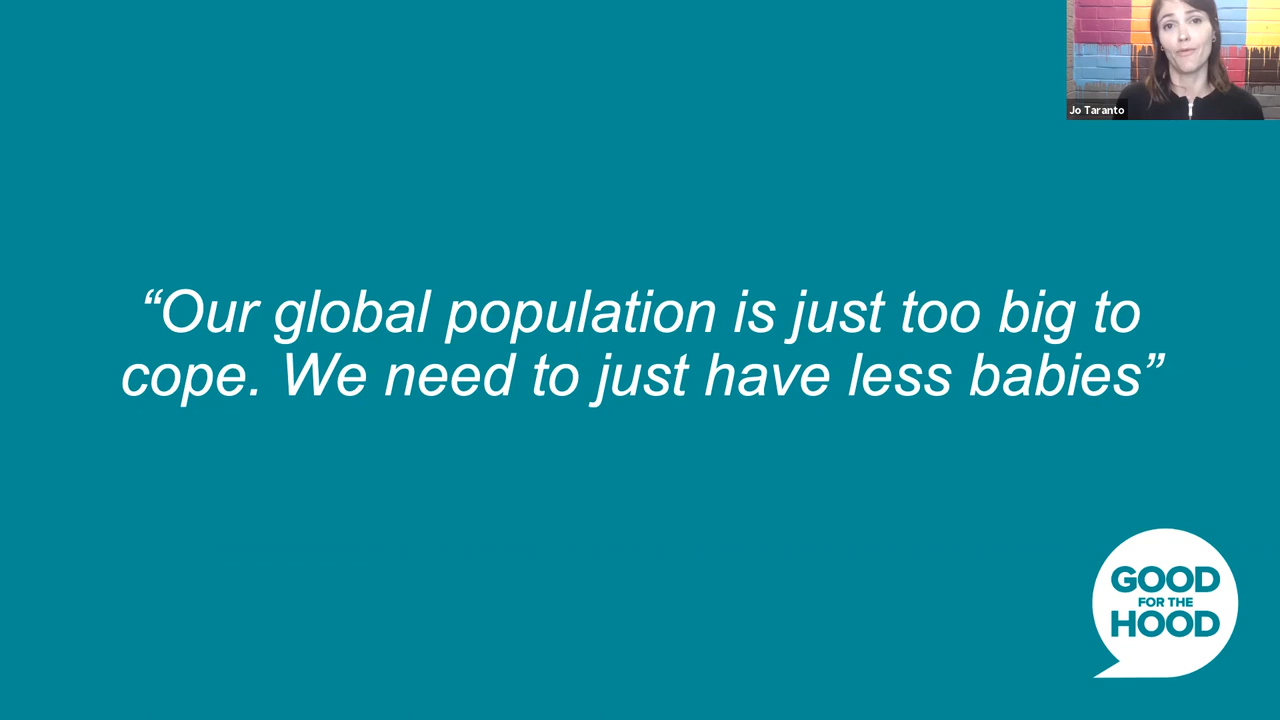 Jo Taranto
“Our global population is just too big to
cope. We need to just have less babies”
GOOD
FOR THE
HOOD